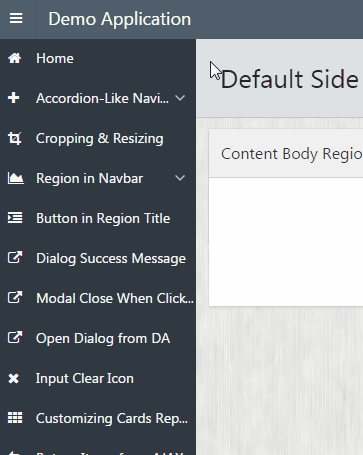 Demo Application
Home
Accordion-Like Navi...
Cropping & Resizing
Region in Navbar
Button in Region Title
Dialog Success Message
Modal Close When Click...
Open Dialog from DA
Input Clear Icon
Customizing Cards Rep...
Default Side
Content Body Regio